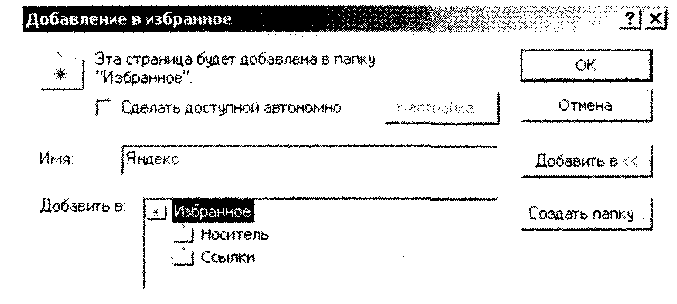 Добавление в избранное
Эта страница будет добавлена в папку
"Избранное".
OK
Сделать доступной автономно
Настройка...
Отмена
Имя: Яндекс
Добавить в <<
Добавить в: Избранное
Создать папку...
Носитель
Ссылки